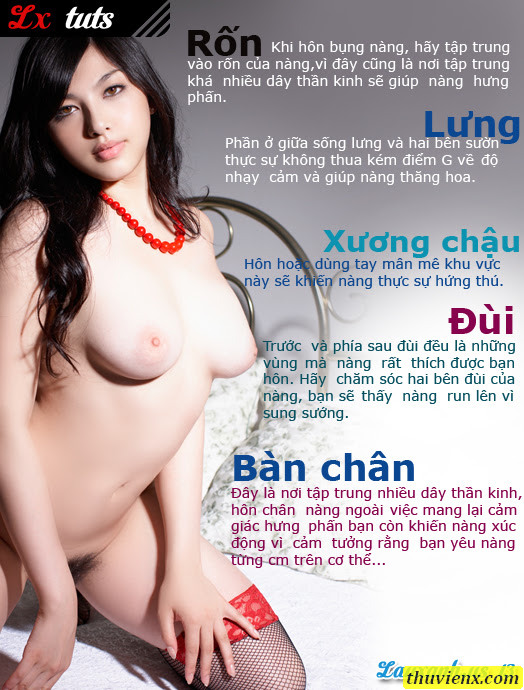 Lx tuts
Rốn Khi hôn bụng nàng, hãy tập trung
vào rốn của nàng,vì đây cũng là nơi tập trung
khá nhiều dây thần kinh sẽ giúp nàng hưng
phấn.
Lưng
Phần ở giữa sống lưng và hai bên sườn
thực sự không thua kém điểm G về độ
nhạy cảm và giúp nàng thăng hoa.
Xương chậu
Hôn hoặc dùng tay mân mê khu vực
này sẽ khiến nàng thực sự hứng thú.
Đùi
Trước và phía sau đùi đều là những
vùng mà nàng rất thích được bạn
hôn. Hãy chăm sóc hai bên đùi của
nàng, bạn sẽ thấy nàng run lên vì
sung sướng.
Bàn chân
Đây là nơi tập trung nhiều dây thần kinh,
hôn chân nàng ngoài việc mang lại cảm
giác hưng phấn bạn còn khiến nàng xúc
động vì cảm tưởng rằng bạn yêu nàng
từng cm trên cơ thể...
thuvienx.com